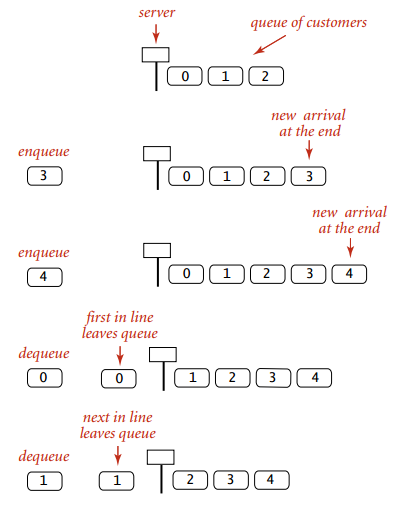 server
queue of customers
0 1 2
new arrival
at the end
enqueue
3 0 1 2 3
new arrival
at the end
enqueue
4 0 1 2 3 4
first in line
leaves queue
dequeue
0 0 1 2 3 4
next in line
leaves queue
dequeue
1 1 2 3 4